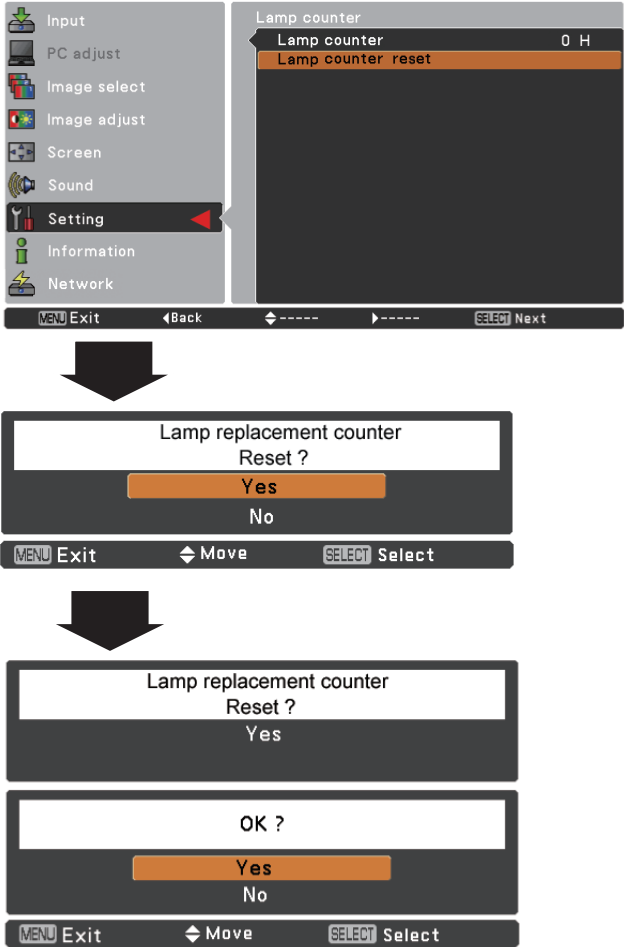 Input
PC adjust
Image select
Image adjust
Screen
Sound
Setting
Information
Network
Lamp counter
Lamp counter 0 H
Lamp counter reset
MENU Exit Back ----- ----- SELECT Next
Lamp replacement counter
Reset ?
Yes
No
MENU Exit Move SELECT Select
Lamp replacement counter
Reset ?
Yes
OK ?
Yes
No
MENU Exit Move SELECT Select